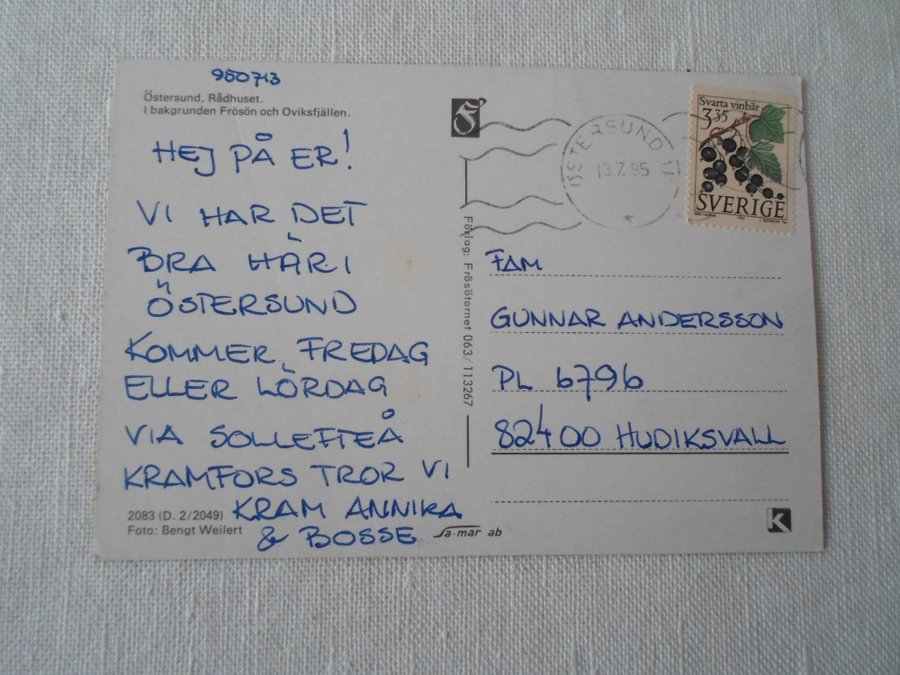 950713
Östersund, Rådhuset.
I bakgrunden Frösön och Oviksfjällen.
HEJ PÅ ER!
VI HAR DET
BRA HÄR I
ÖSTERSUND
KOMMER FREDAG
ELLER LÖRDAG
VIA SOLLEFTEÅ
KRAMFORS TROR VI
KRAM ANNIKA
& BOSSE
2083 (D. 2/2049)
Foto: Bengt Weilert
Sa-mar ab
Förlag: Frösötornet 063/113267
ÖSTERSUND
13.7.95
Svarta vinbär
3.35
SVERIGE
FAM
GUNNAR ANDERSSON
PL 6796
82400 HUDIKSVALL
K